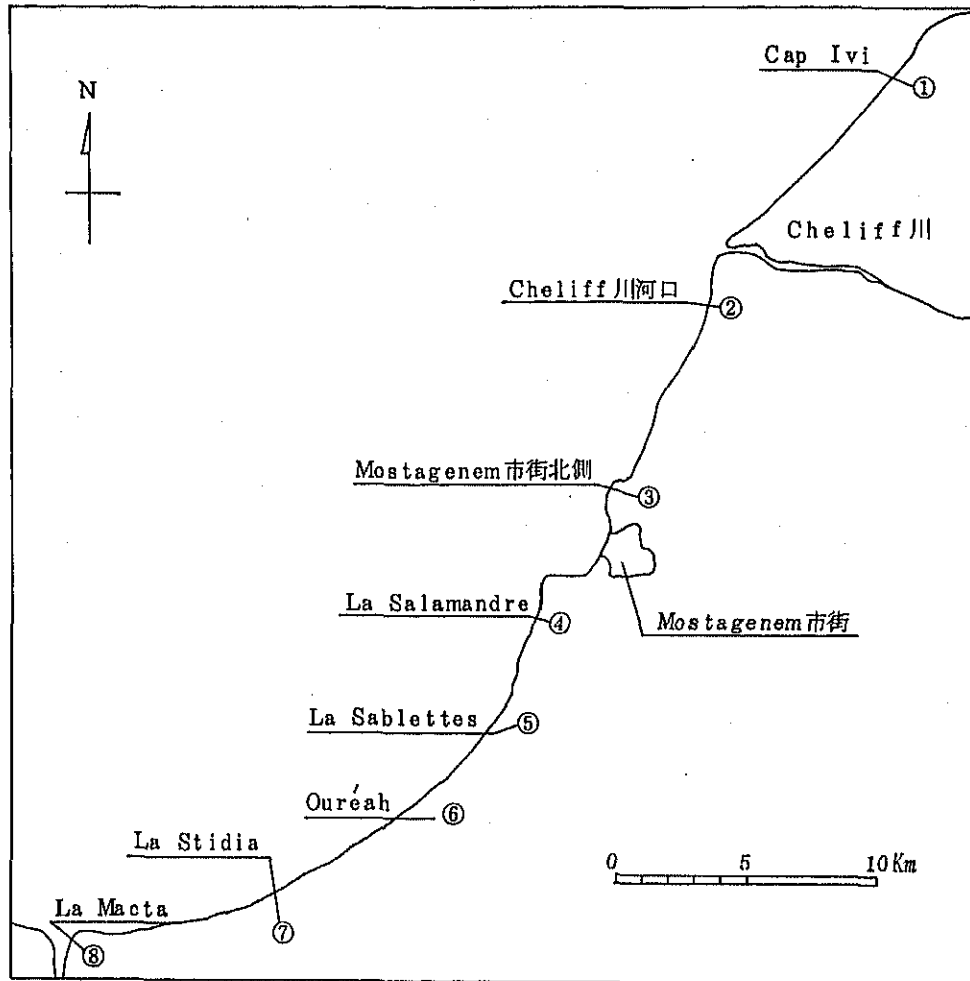 Cap Ivi
①
N
Cheliff川
Cheliff川河口
②
Mostagenem市街北側
③
La Salamandre
④
Mostagenem市街
La Sablettes
⑤
Ouréah
⑥
La Stidia
0 5 10Km
La Macta
⑦
⑧